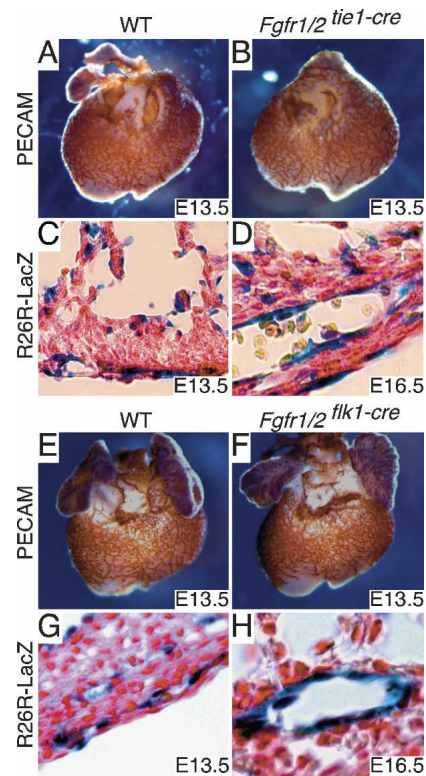 WT Fgfr1/2 tie1-cre
A B
PECAM
E13.5 E13.5
C D
R26R-LacZ
E13.5 E16.5
WT Fgfr1/2 flk1-cre
E F
PECAM
E13.5 E13.5
G H
R26R-LacZ
E13.5 E16.5